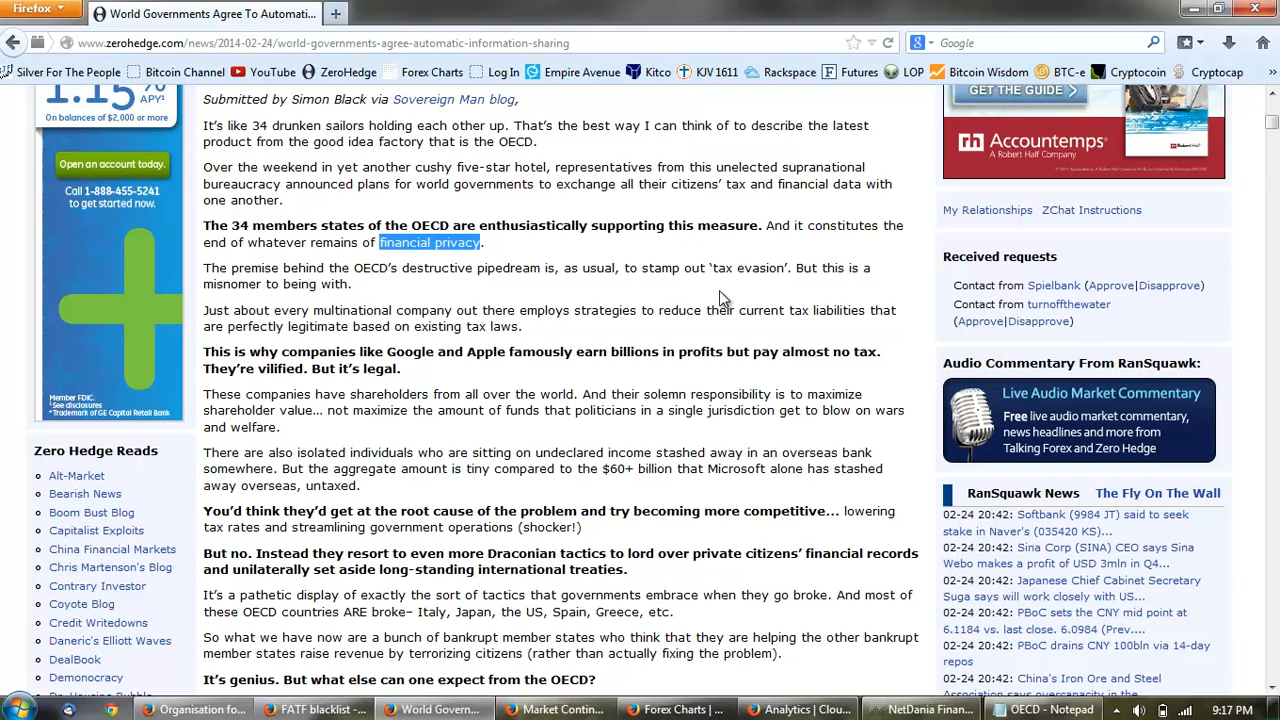 Firefox
World Governments Agree To Automati...
www.zerohedge.com/news/2014-02-24/world-governments-agree-automatic-information-sharing
Google
Silver For The People
Bitcoin Channel
YouTube
ZeroHedge
Forex Charts
Log In
Empire Avenue
Kitco
KJV 1611
Rackspace
Futures
LOP
Bitcoin Wisdom
BTC-e
Cryptocoin
Cryptocap
1.15% APY¹
On balances of $2,000 or more
Open an account today.
Call 1-888-455-5241
to get started now.
Member FDIC.
¹See disclosures
*Trademark of GE Capital Retail Bank
Zero Hedge Reads
Alt-Market
Bearish News
Boom Bust Blog
Capitalist Exploits
China Financial Markets
Chris Martenson's Blog
Contrary Investor
Coyote Blog
Credit Writedowns
Daneric's Elliott Waves
DealBook
Demonocracy
Dr. Housing Bubble
Submitted by Simon Black via Sovereign Man blog,
It's like 34 drunken sailors holding each other up. That's the best way I can think of to describe the latest
product from the good idea factory that is the OECD.
Over the weekend in yet another cushy five-star hotel, representatives from this unelected supranational
bureaucracy announced plans for world governments to exchange all their citizens' tax and financial data with
one another.
The 34 members states of the OECD are enthusiastically supporting this measure. And it constitutes the
end of whatever remains of financial privacy.
The premise behind the OECD's destructive pipedream is, as usual, to stamp out 'tax evasion'. But this is a
misnomer to being with.
Just about every multinational company out there employs strategies to reduce their current tax liabilities that
are perfectly legitimate based on existing tax laws.
This is why companies like Google and Apple famously earn billions in profits but pay almost no tax.
They're vilified. But it's legal.
These companies have shareholders from all over the world. And their solemn responsibility is to maximize
shareholder value... not maximize the amount of funds that politicians in a single jurisdiction get to blow on wars
and welfare.
There are also isolated individuals who are sitting on undeclared income stashed away in an overseas bank
somewhere. But the aggregate amount is tiny compared to the $60+ billion that Microsoft alone has stashed
away overseas, untaxed.
You'd think they'd get at the root cause of the problem and try becoming more competitive... lowering
tax rates and streamlining government operations (shocker!)
But no. Instead they resort to even more Draconian tactics to lord over private citizens' financial records
and unilaterally set aside long-standing international treaties.
It's a pathetic display of exactly the sort of tactics that governments embrace when they go broke. And most of
these OECD countries ARE broke– Italy, Japan, the US, Spain, Greece, etc.
So what we have now are a bunch of bankrupt member states who think that they are helping the other bankrupt
member states raise revenue by terrorizing citizens (rather than actually fixing the problem).
It's genius. But what else can one expect from the OECD?
GET THE GUIDE
Accountemps
A Robert Half Company
My Relationships
ZChat Instructions
Received requests
Contact from Spielbank (Approve|Disapprove)
Contact from turnoffthewater
(Approve|Disapprove)
Audio Commentary From RanSquawk:
Live Audio Market Commentary
Free live audio market commentary,
news headlines and more from
Talking Forex and Zero Hedge
RanSquawk News
The Fly On The Wall
02-24 20:42: Softbank (9984 JT) said to seek
stake in Naver's (035420 KS)...
02-24 20:42: Sina Corp (SINA) CEO says Sina
Webo makes a profit of USD 3mln in Q4...
02-24 20:42: Japanese Chief Cabinet Secretary
Suga says will work closely with US...
02-24 20:42: PBoC sets the CNY mid point at
6.1184 vs. last close. 6.0984 (Prev....
02-24 20:42: PBoC drains CNY 100bln via 14-day
repos
02-24 20:42: China's Iron Ore and Steel
Association says overcapacity in the
Organisation fo...
FATF blacklist -...
World Govern...
Market Contin...
Forex Charts | ...
Analytics | Clou...
NetDania Finan...
OECD - Notepad
9:17 PM